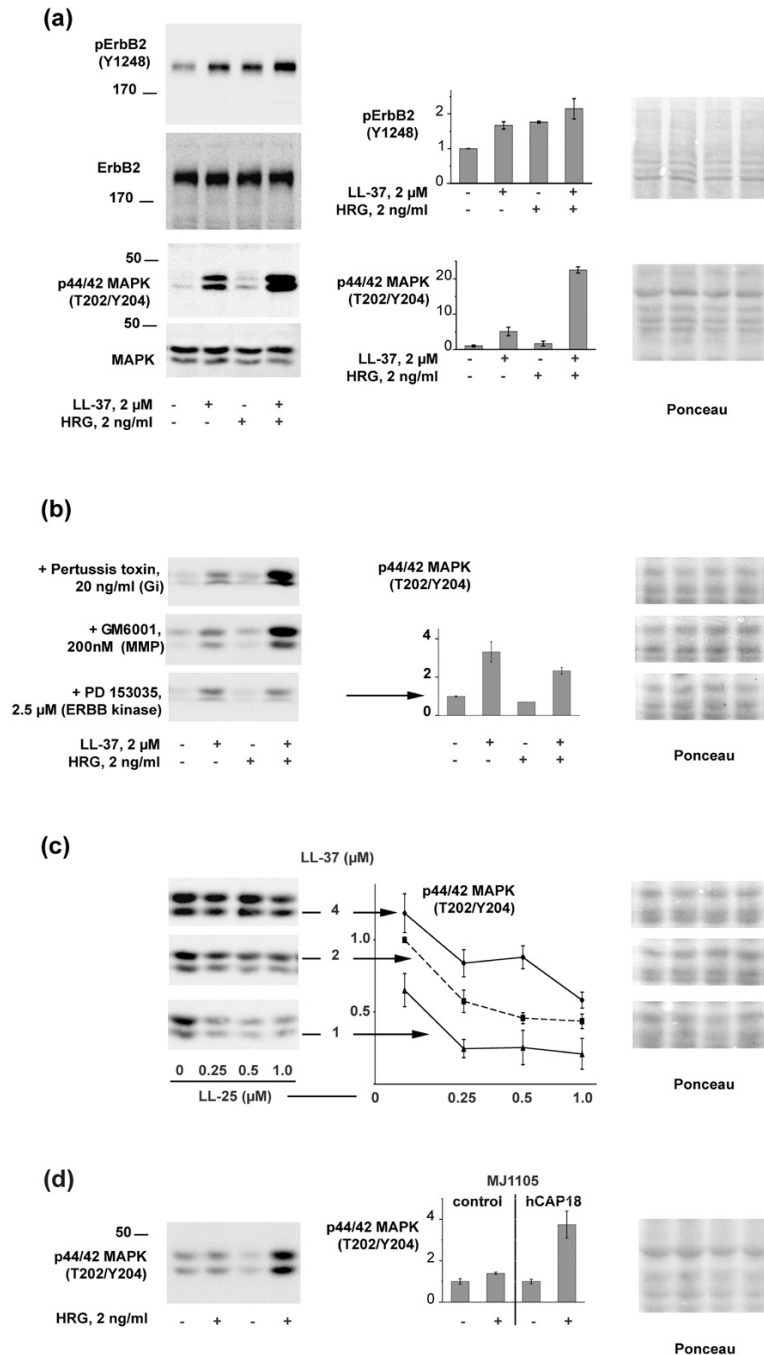 (a)
pErbB2
(Y1248)
170
ErbB2
170
50
p44/42 MAPK
(T202/Y204)
50
MAPK
LL-37, 2 µM - + - +
HRG, 2 ng/ml - - + +
pErbB2
(Y1248)
2
1
0
LL-37, 2 µM - + - +
HRG, 2 ng/ml - - + +
p44/42 MAPK
(T202/Y204)
20
10
0
LL-37, 2 µM - + - +
HRG, 2 ng/ml - - + +
Ponceau
(b)
+ Pertussis toxin,
20 ng/ml (Gi)
+ GM6001,
200nM (MMP)
+ PD 153035,
2.5 µM (ERBB kinase)
LL-37, 2 µM - + - +
HRG, 2 ng/ml - - + +
p44/42 MAPK
(T202/Y204)
4
2
0
- + - +
- - + +
Ponceau
(c)
LL-37 (µM)
4
2
1
0 0.25 0.5 1.0
LL-25 (µM)
p44/42 MAPK
(T202/Y204)
1.0
0.5
0 0.25 0.5 1.0
Ponceau
(d)
50
p44/42 MAPK
(T202/Y204)
HRG, 2 ng/ml - + - +
MJ1105
controi hCAP18
p44/42 MAPK
(T202/Y204)
4
2
0
- + - +
Ponceau